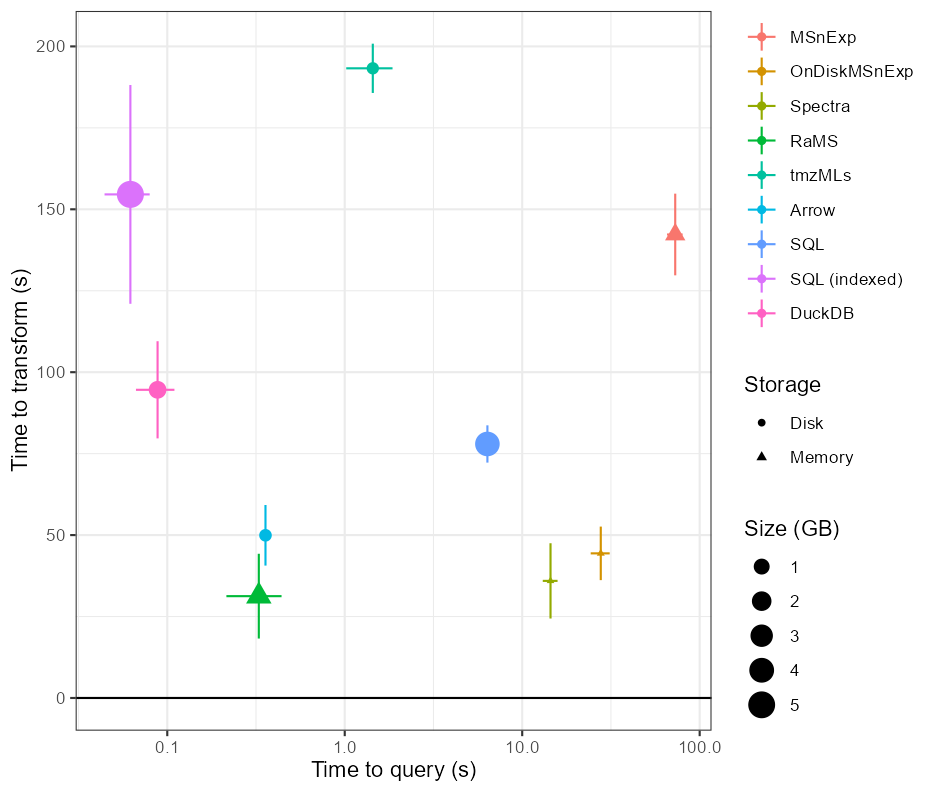 200
150
100
50
0
Time to transform (s)
0.1 1.0 10.0 100.0
Time to query (s)
MSnExp
OnDiskMSnExp
Spectra
RaMS
tmzMLs
Arrow
SQL
SQL (indexed)
DuckDB
Storage
Disk
Memory
Size (GB)
1
2
3
4
5